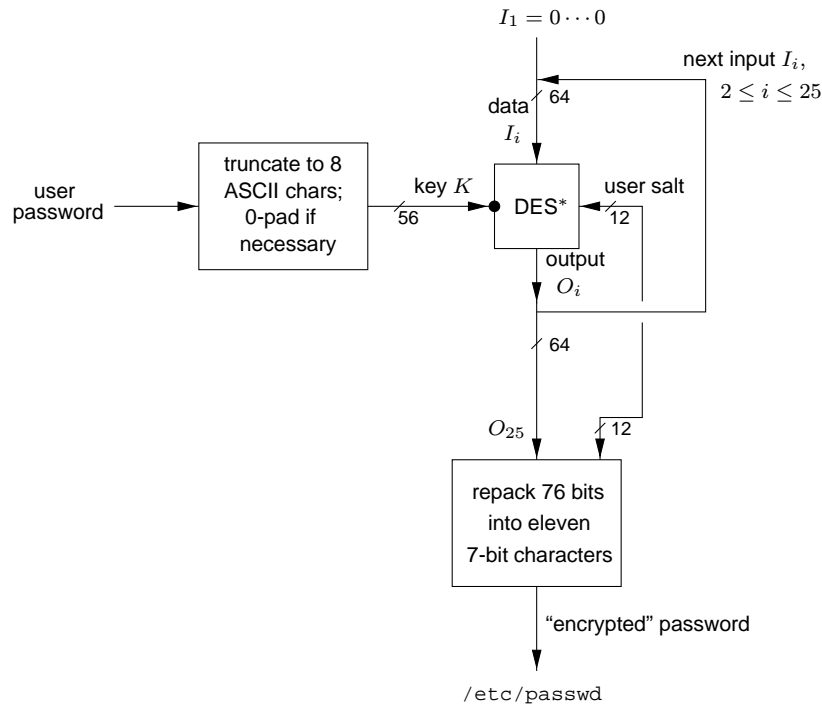 I₁ = 0 ⋯ 0
next input Iᵢ,
2 ≤ i ≤ 25
64
data
Iᵢ
truncate to 8
ASCII chars;
0-pad if
necessary
user
password
key K
56
DES*
user salt
12
output
Oᵢ
64
O₂₅
12
repack 76 bits
into eleven
7-bit characters
“encrypted” password
/etc/passwd